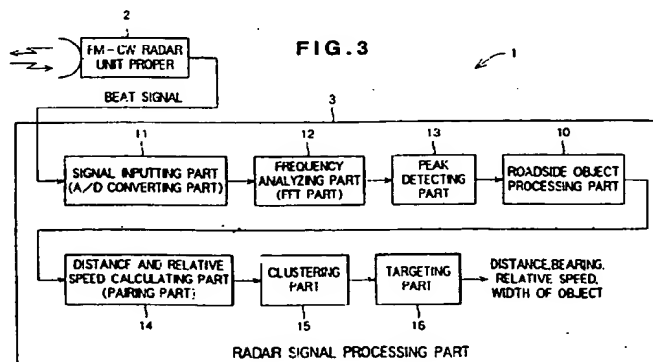 2
FIG.3
1
FM-CW RADAR
UNIT PROPER
BEAT SIGNAL
3
11
12
13
10
SIGNAL INPUTTING PART
(A/D CONVERTING PART)
FREQUENCY
ANALYZING PART
(FFT PART)
PEAK
DETECTING
PART
ROADSIDE OBJECT
PROCESSING PART
DISTANCE AND RELATIVE
SPEED CALCULATING PART
(PAIRING PART)
CLUSTERING
PART
TARGETING
PART
DISTANCE,BEARING,
RELATIVE SPEED,
WIDTH OF OBJECT
14
15
16
RADAR SIGNAL PROCESSING PART